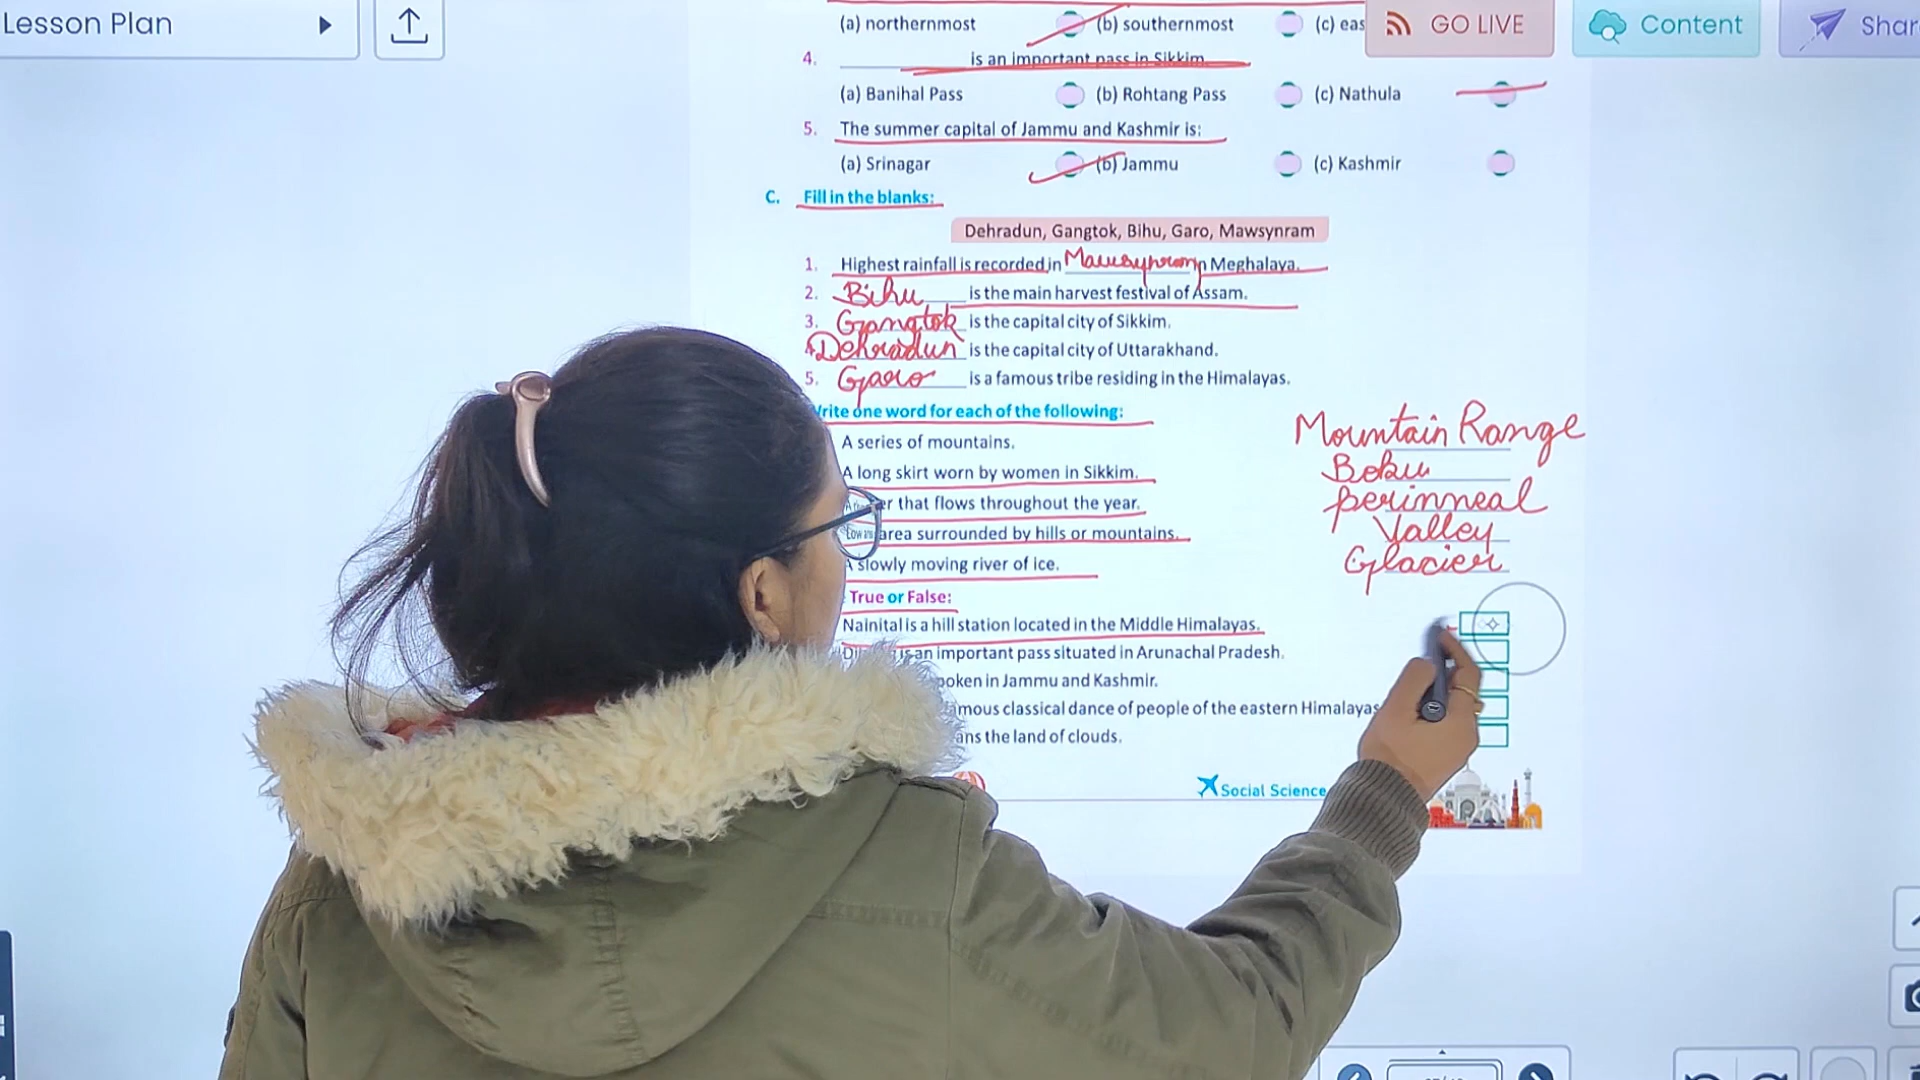 Lesson Plan
GO LIVE
Content
(a) northernmost (b) southernmost (c) eas
4. is an important pass in Sikkim
(a) Banihal Pass (b) Rohtang Pass (c) Nathula
5. The summer capital of Jammu and Kashmir is:
(a) Srinagar (b) Jammu (c) Kashmir
C. Fill in the blanks:
Dehradun, Gangtok, Bihu, Garo, Mawsynram
1. Highest rainfall is recorded in Mawsynram in Meghalaya.
2. Bihu is the main harvest festival of Assam.
3. Gangtok is the capital city of Sikkim.
4. Dehradun is the capital city of Uttarakhand.
5. Garo is a famous tribe residing in the Himalayas.
Write one word for each of the following:
A series of mountains. Mountain Range
A long skirt worn by women in Sikkim. Boku
er that flows throughout the year. perinneal
area surrounded by hills or mountains. Valley
A slowly moving river of ice. Glacier
True or False:
Nainital is a hill station located in the Middle Himalayas.
is an important pass situated in Arunachal Pradesh.
poken in Jammu and Kashmir.
amous classical dance of people of the eastern Himalayas
ans the land of clouds.
Social Science